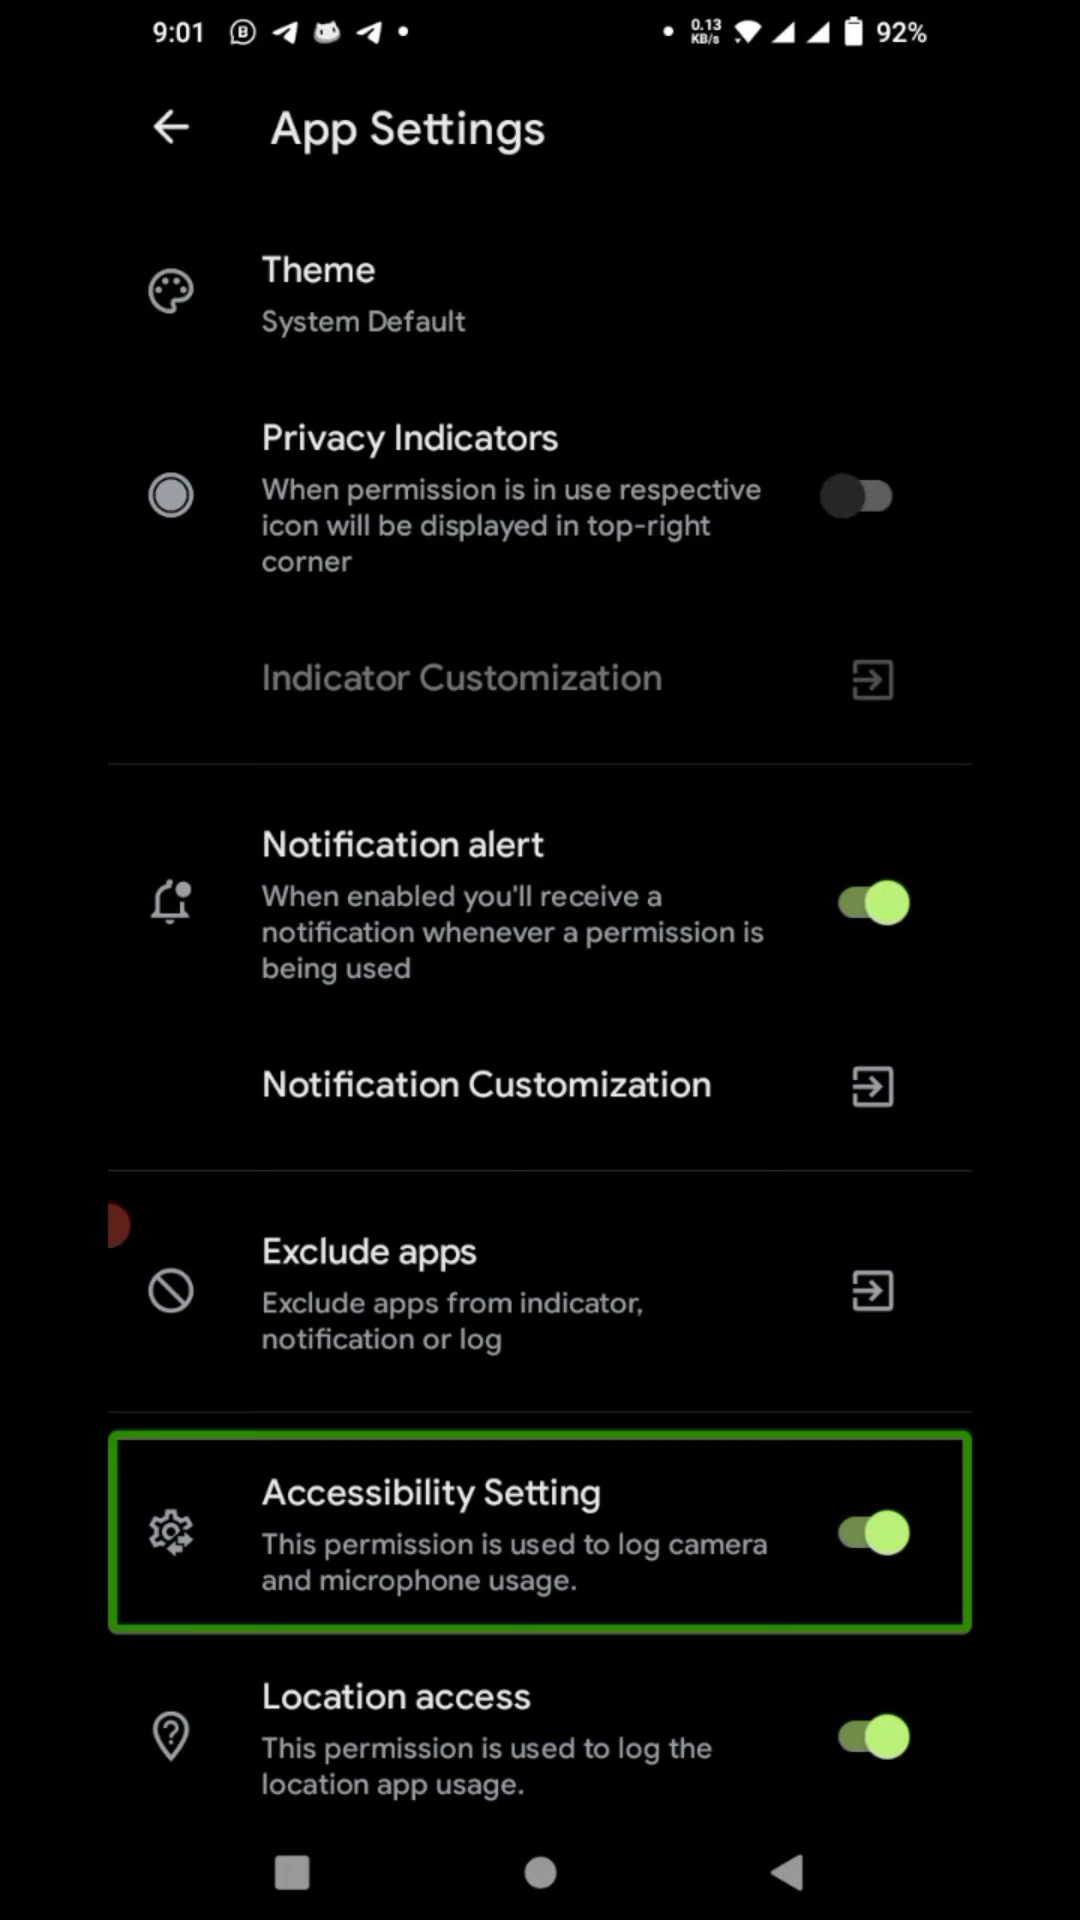 9:01
B
0.13
KB/s
92%
App Settings
Theme
System Default
Privacy Indicators
When permission is in use respective
icon will be displayed in top-right
corner
Indicator Customization
Notification alert
When enabled you'll receive a
notification whenever a permission is
being used
Notification Customization
Exclude apps
Exclude apps from indicator,
notification or log
Accessibility Setting
This permission is used to log camera
and microphone usage.
Location access
This permission is used to log the
location app usage.